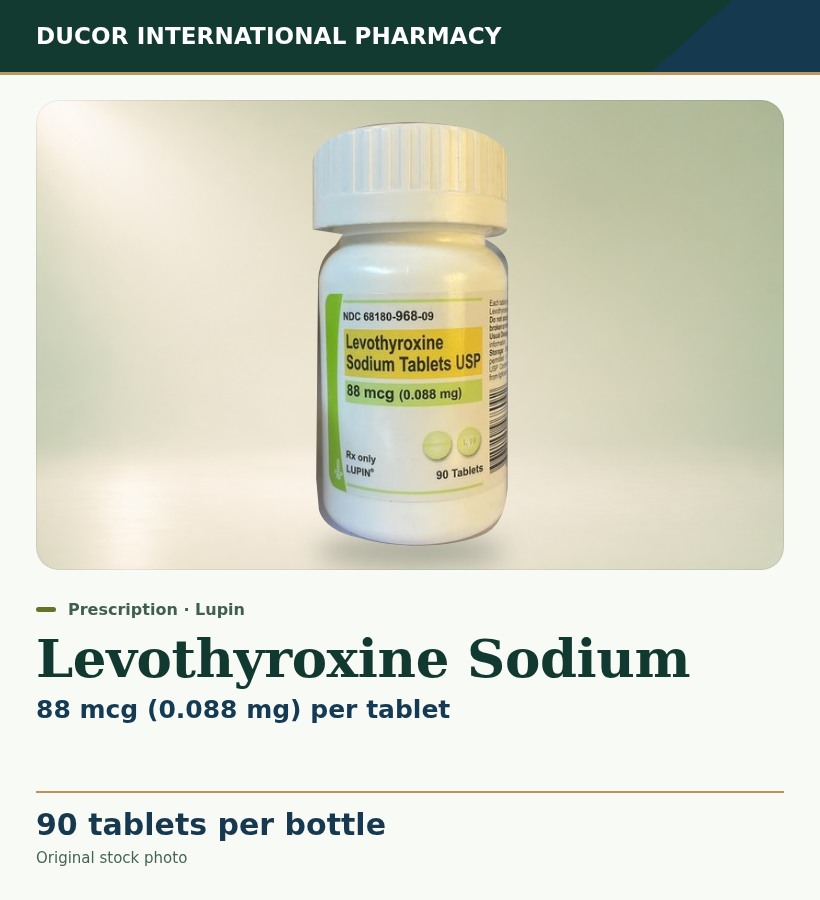 DUCOR INTERNATIONAL PHARMACY
NDC 68180-968-09
Levothyroxine
Sodium Tablets USP
88 mcg (0.088 mg)
Rx only
LUPIN®
90 Tablets
Prescription · Lupin
Levothyroxine Sodium
88 mcg (0.088 mg) per tablet
90 tablets per bottle
Original stock photo